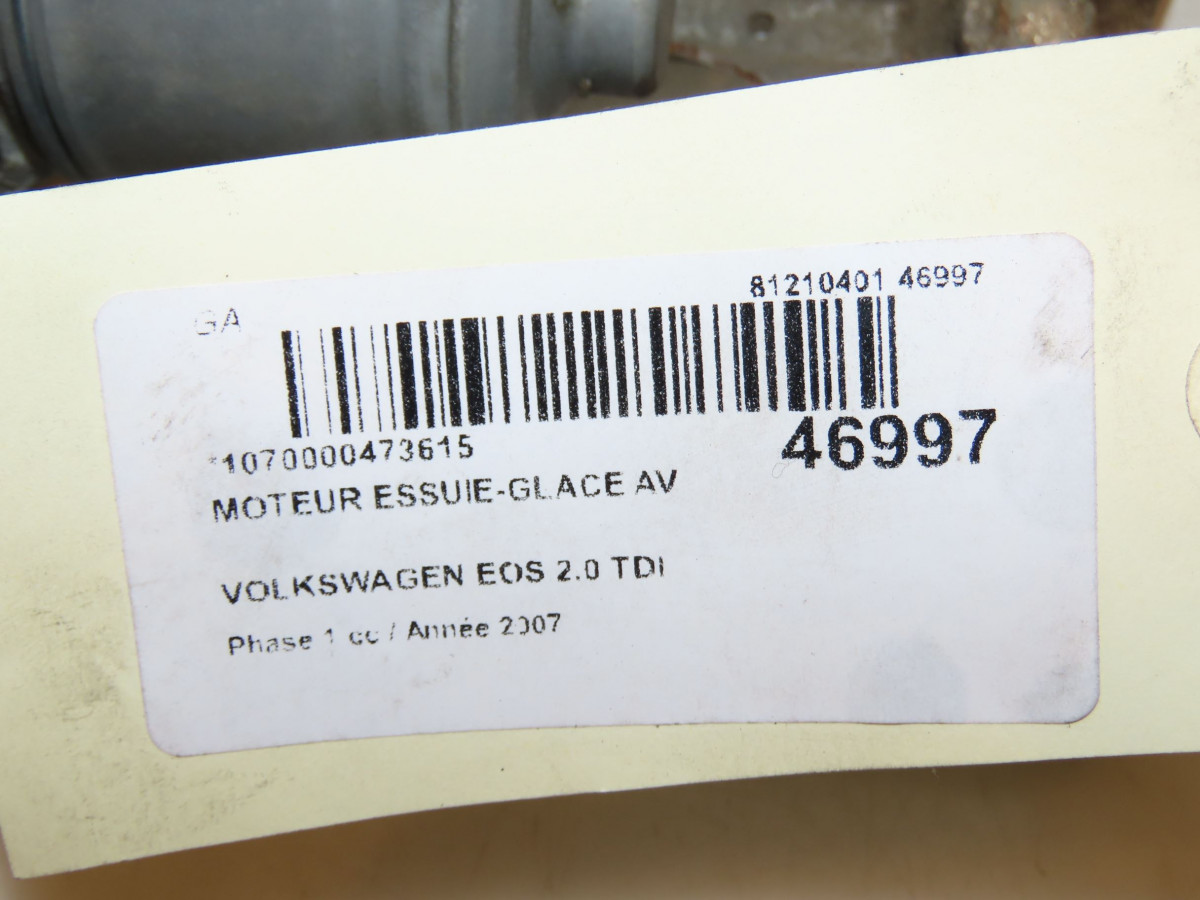 81210401 46997
GA
*1070000473615
46997
MOTEUR ESSUIE-GLACE AV
VOLKSWAGEN EOS 2.0 TDI
Phase 1 cc / Année 2007